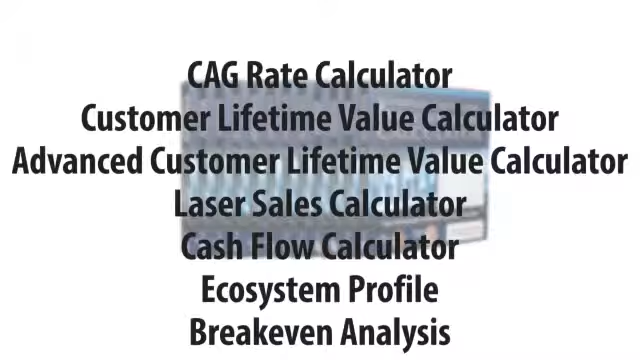 CAG Rate Calculator
Customer Lifetime Value Calculator
Advanced Customer Lifetime Value Calculator
Laser Sales Calculator
Cash Flow Calculator
Ecosystem Profile
Breakeven Analysis